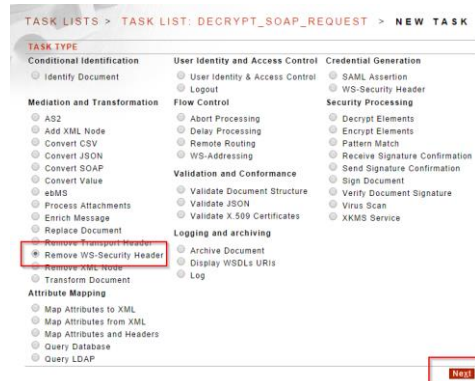 TASK LISTS > TASK LIST: DECRYPT_SOAP_REQUEST > NEW TASK
TASK TYPE
Conditional Identification
Identify Document
Mediation and Transformation
AS2
Add XML Node
Convert CSV
Convert JSON
Convert SOAP
Convert Value
ebMS
Process Attachments
Enrich Message
Replace Document
Remove Transport Header
Remove WS-Security Header
Remove XML Node
Transform Document
Attribute Mapping
Map Attributes to XML
Map Attributes from XML
Map Attributes and Headers
Query Database
Query LDAP
User Identity and Access Control
User Identity & Access Control
Logout
Flow Control
Abort Processing
Delay Processing
Remote Routing
WS-Addressing
Validation and Conformance
Validate Document Structure
Validate JSON
Validate X.509 Certificates
Logging and archiving
Archive Document
Display WSDLs URIs
Log
Credential Generation
SAML Assertion
WS-Security Header
Security Processing
Decrypt Elements
Encrypt Elements
Pattern Match
Receive Signature Confirmation
Send Signature Confirmation
Sign Document
Verify Document Signature
Virus Scan
XKMS Service
Next